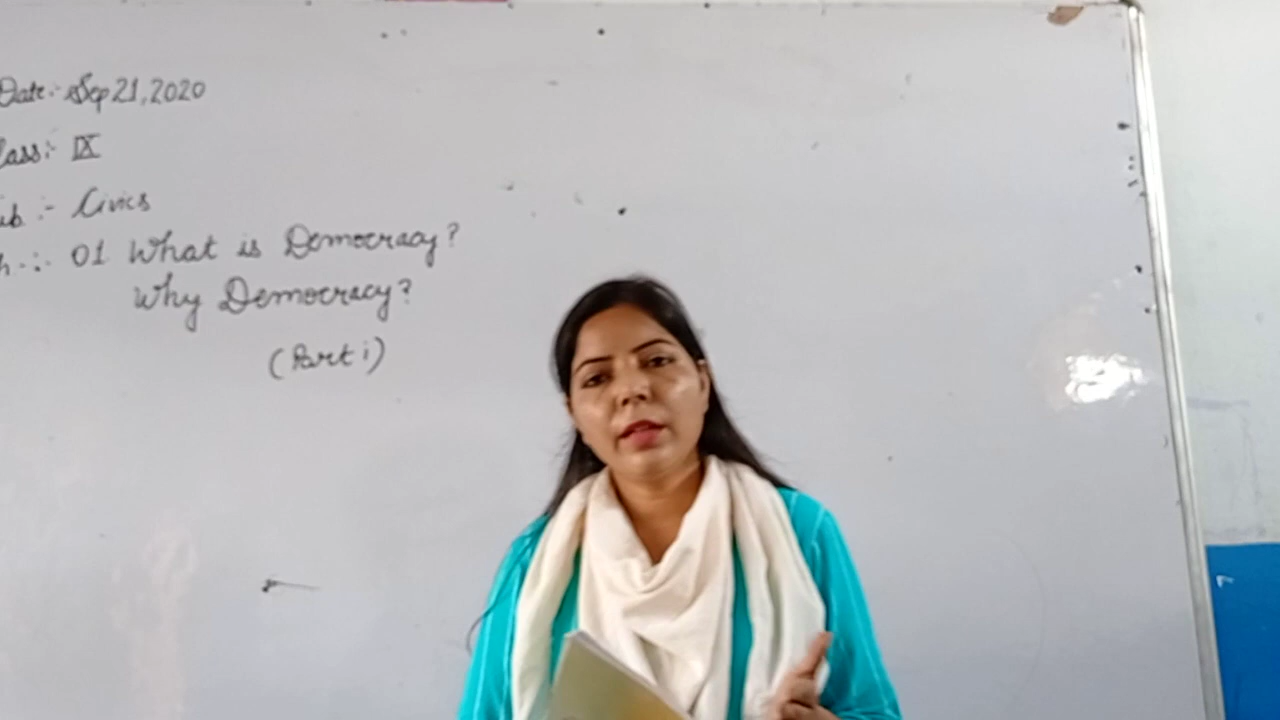 Date:- Sep 21, 2020
lass:- IX
ub :- Civics
h.:- 01 What is Democracy?
Why Democracy?
(Part i)